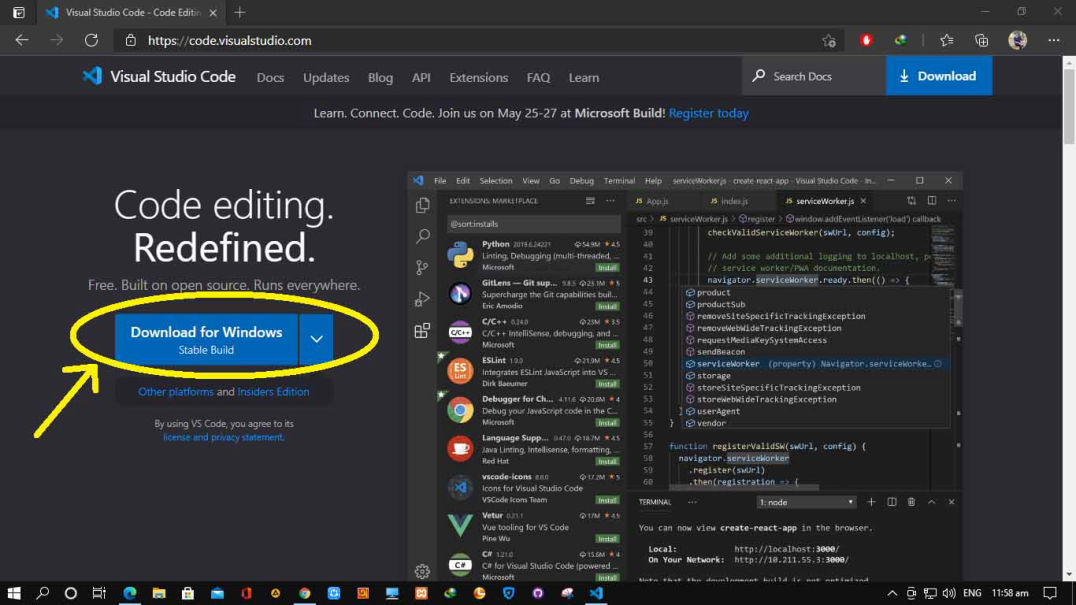 Visual Studio Code - Code Editin
https://code.visualstudio.com
Visual Studio Code Docs Updates Blog API Extensions FAQ Learn Search Docs Download
Learn. Connect. Code. Join us on May 25-27 at Microsoft Build! Register today
Code editing.
Redefined.
Free. Built on open source. Runs everywhere.
Download for Windows
Stable Build
Other platforms and Insiders Edition
By using VS Code, you agree to its
license and privacy statement.
File Edit Selection View Go Debug Terminal Help serviceWorker.js - create-react-app - Visual Studio Code - In...
EXTENSIONS: MARKETPLACE
@sort:installs
Python 2019.6.24221 54.9M 4.5
Linting, Debugging (multi-threaded, ...
Microsoft Install
GitLens — Git sup... 9.8.5 23.1M 5
Supercharge the Git capabilities buil...
Eric Amodio Install
C/C++ 0.24.0 23M 3.5
C/C++ IntelliSense, debugging, and ...
Microsoft Install
ESLint 1.9.0 21.9M 4.5
Integrates ESLint JavaScript into VS ...
Dirk Baeumer Install
Debugger for Ch... 4.11.6 20.6M 4
Debug your JavaScript code in the C...
Microsoft Install
Language Supp... 0.47.0 18.7M 4.5
Java Linting, Intellisense, formatting, ...
Red Hat Install
vscode-icons 8.8.0 17.2M 5
Icons for Visual Studio Code
VSCode Icons Team Install
Vetur 0.21.1 17M 4.5
Vue tooling for VS Code
Pine Wu Install
C# 1.21.0 15.6M 4
C# for Visual Studio Code (powered ...
Microsoft Install
App.js index.js serviceWorker.js
src serviceWorker.js register window.addEventListener('load') callback
39 checkValidServiceWorker(swUrl, config);
40
41 // Add some additional logging to localhost, p
42 // service worker/PWA documentation.
43 navigator.serviceWorker.ready.then(() => {
44 product
45 productSub
46 removeSiteSpecificTrackingException
47 removeWebWideTrackingException
48 requestMediaKeySystemAccess
49 sendBeacon
50 serviceWorker (property) Navigator.serviceWorke...
51 storage
52 storeSiteSpecificTrackingException
53 storeWebWideTrackingException
54 } userAgent
55 } vendor
56
57 function registerValidSW(swUrl, config) {
58 navigator.serviceWorker
59 .register(swUrl)
60 .then(registration => {
TERMINAL ... 1: node
You can now view create-react-app in the browser.
Local: http://localhost:3000/
On Your Network: http://10.211.55.3:3000/
Note that the development build is not optimized.
ENG 11:58 am